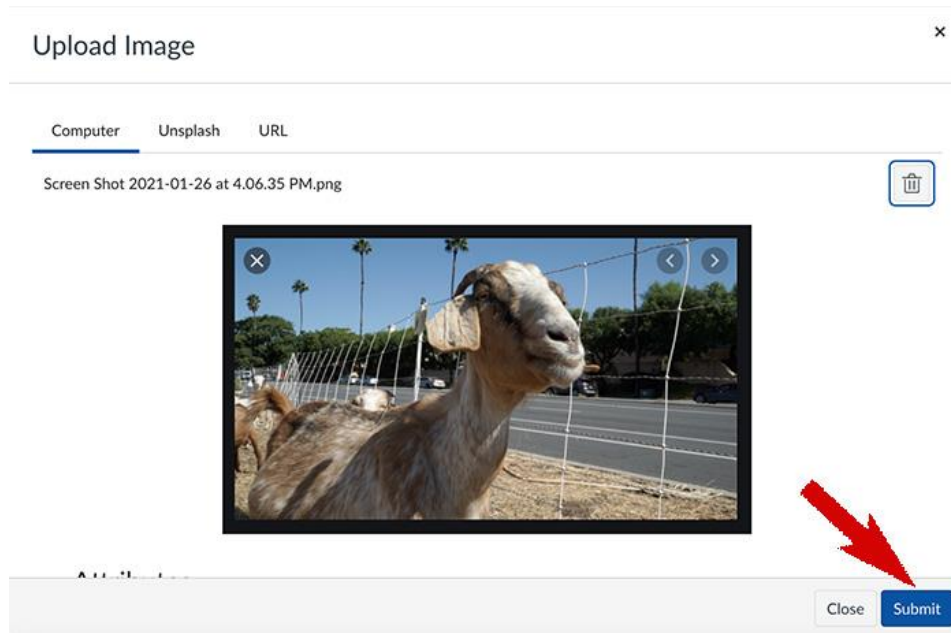 Upload Image
Computer Unsplash URL
Screen Shot 2021-01-26 at 4.06.35 PM.png
Close Submit